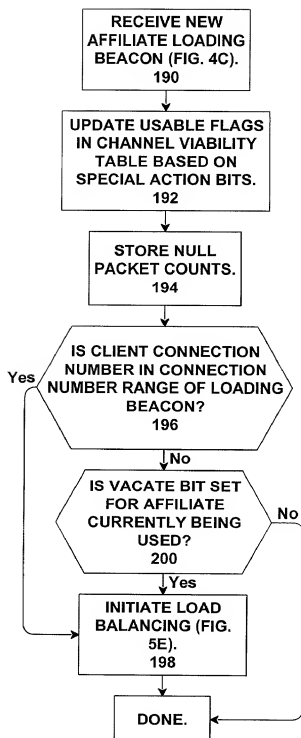 RECEIVE NEW
AFFILIATE LOADING
BEACON (FIG. 4C).
190
UPDATE USABLE FLAGS
IN CHANNEL VIABILITY
TABLE BASED ON
SPECIAL ACTION BITS.
192
STORE NULL
PACKET COUNTS.
194
IS CLIENT CONNECTION
NUMBER IN CONNECTION
NUMBER RANGE OF LOADING
BEACON?
196
Yes
No
IS VACATE BIT SET
FOR AFFILIATE
CURRENTLY BEING
USED?
200
No
Yes
INITIATE LOAD
BALANCING (FIG.
5E).
198
DONE.